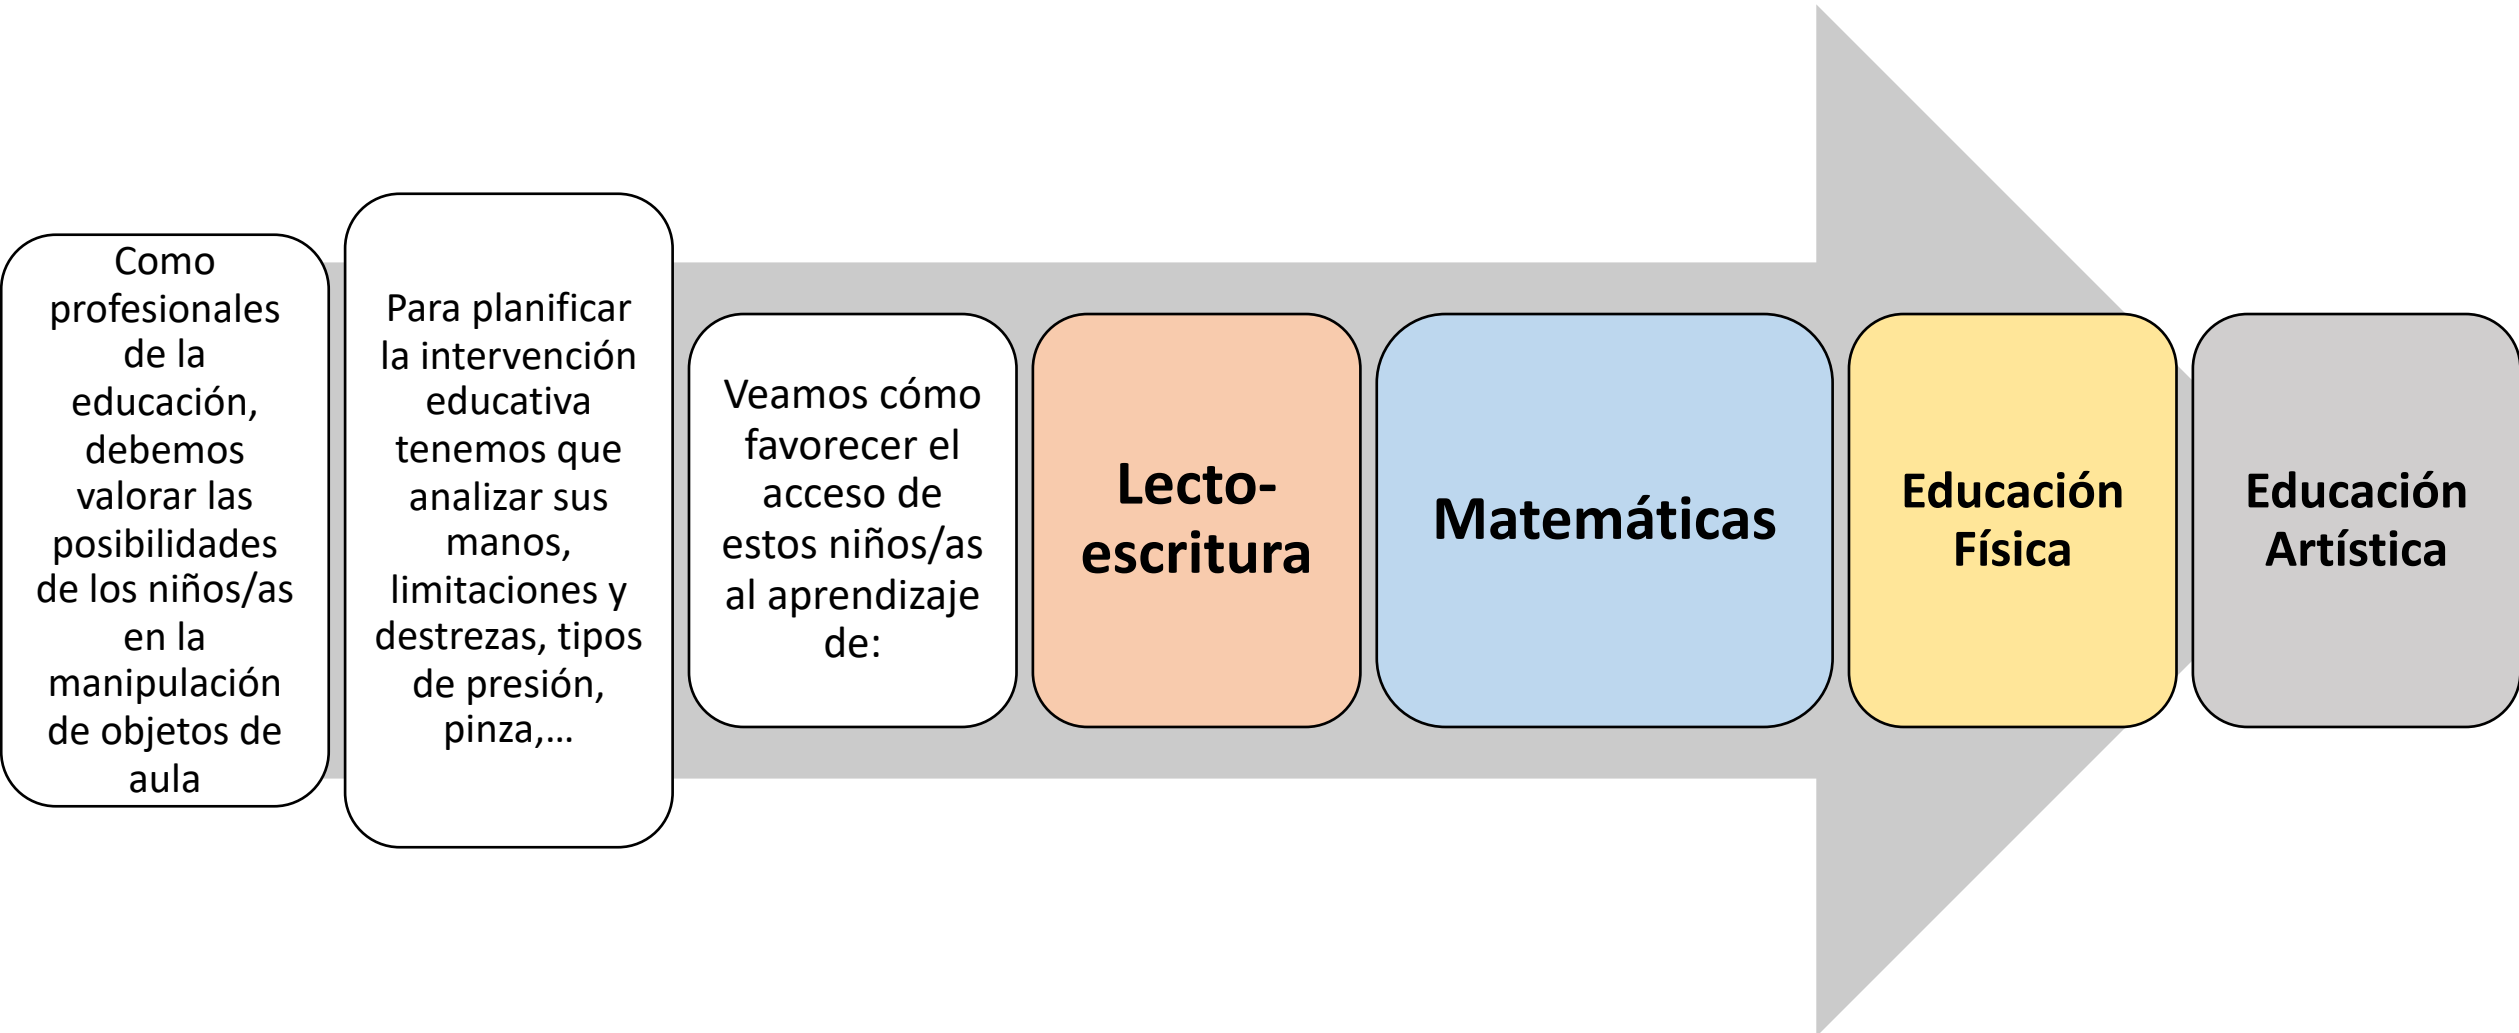 Como
profesionales
de la
educación,
debemos
valorar las
posibilidades
de los niños/as
en la
manipulación
de objetos de
aula
Para planificar
la intervención
educativa
tenemos que
analizar sus
manos,
limitaciones y
destrezas, tipos
de presión,
pinza,...
Veamos cómo
favorecer el
acceso de
estos niños/as
al aprendizaje
de:
Lecto-
escritura
Matemáticas
Educación
Física
Educación
Artística